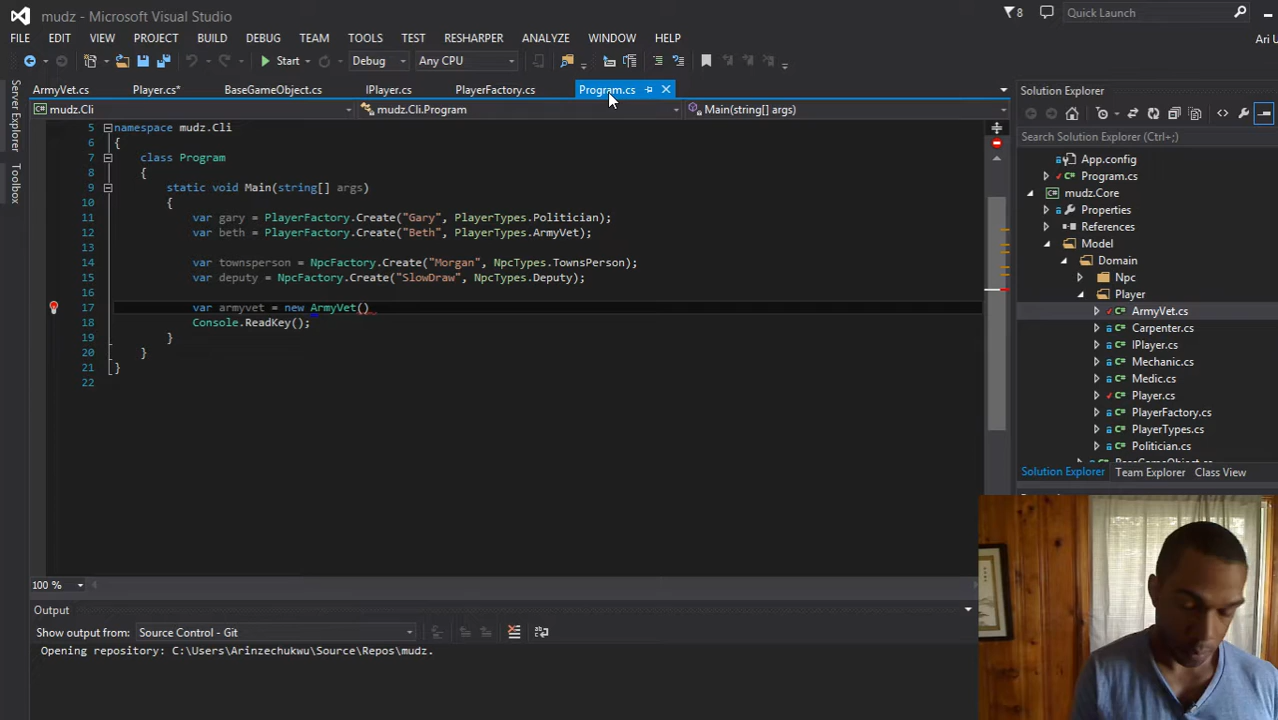 mudz - Microsoft Visual Studio
8
Quick Launch
FILE EDIT VIEW PROJECT BUILD DEBUG TEAM TOOLS TEST RESHARPER ANALYZE WINDOW HELP
Ari U
Start Debug Any CPU
Server Explorer
Toolbox
ArmyVet.cs Player.cs* BaseGameObject.cs IPlayer.cs PlayerFactory.cs Program.cs
mudz.Cli mudz.Cli.Program Main(string[] args)
5 namespace mudz.Cli
6 {
7 class Program
8 {
9 static void Main(string[] args)
10 {
11 var gary = PlayerFactory.Create("Gary", PlayerTypes.Politician);
12 var beth = PlayerFactory.Create("Beth", PlayerTypes.ArmyVet);
13
14 var townsperson = NpcFactory.Create("Morgan", NpcTypes.TownsPerson);
15 var deputy = NpcFactory.Create("SlowDraw", NpcTypes.Deputy);
16
17 var armyvet = new ArmyVet()
18 Console.ReadKey();
19 }
20 }
21 }
22
100 %
Output
Show output from: Source Control - Git
Opening repository: C:\Users\Arinzechukwu\Source\Repos\mudz.
Solution Explorer
Search Solution Explorer (Ctrl+;)
App.config
Program.cs
mudz.Core
Properties
References
Model
Domain
Npc
Player
ArmyVet.cs
Carpenter.cs
IPlayer.cs
Mechanic.cs
Medic.cs
Player.cs
PlayerFactory.cs
PlayerTypes.cs
Politician.cs
BaseGameObject.cs
Solution Explorer Team Explorer Class View